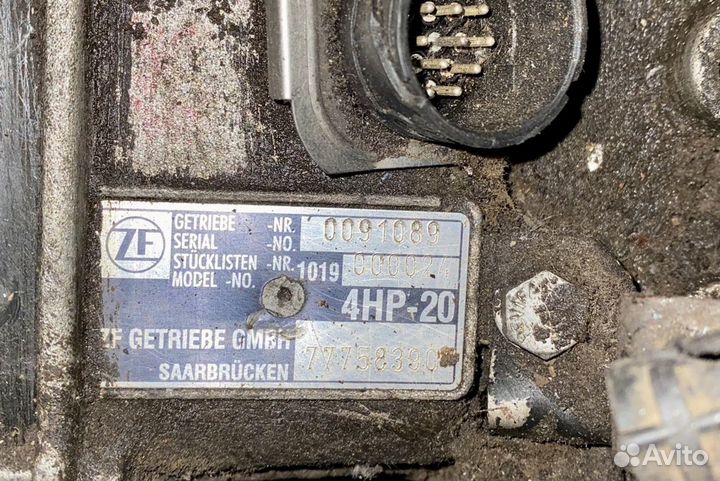 ZF
GETRIEBE -NR. 0091089
SERIAL -NO.
STÜCKLISTEN -NR. 1019 000024
MODEL -NO.
4HP-20
ZF GETRIEBE GMBH
SAARBRÜCKEN
Avito